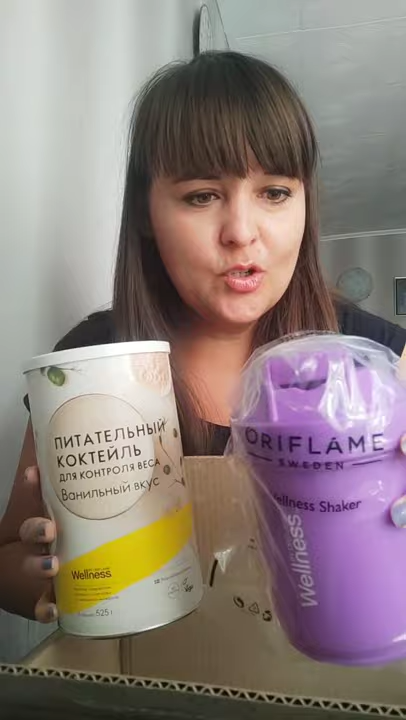 ПИТАТЕЛЬНЫЙ
КОКТЕЙЛЬ
ДЛЯ КОНТРОЛЯ ВЕСА
Ванильный вкус
Wellness
525 г
ORIFLAME
SWEDEN
Wellness Shaker
Wellness